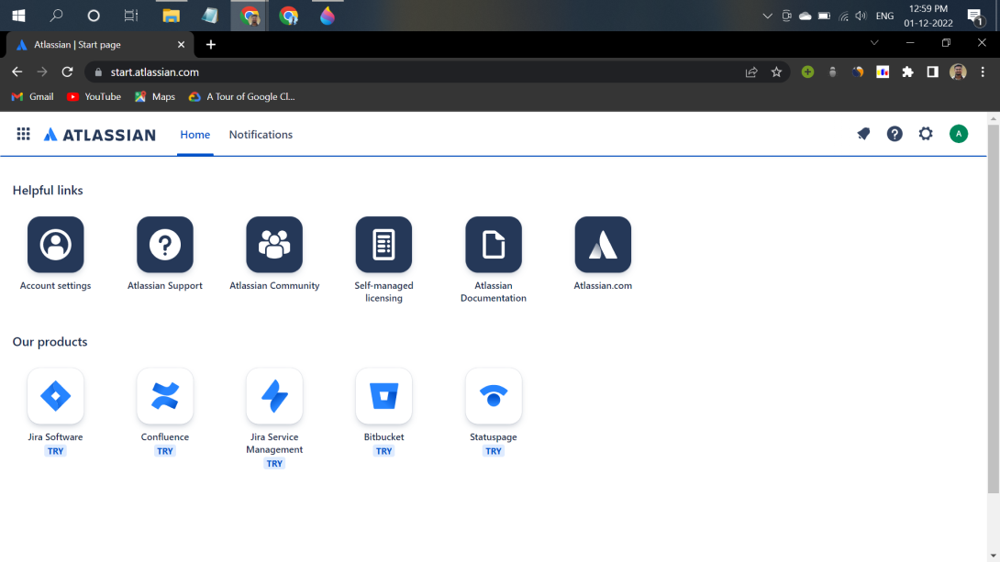 12:59 PM
ENG
01-12-2022
1
Atlassian | Start page
start.atlassian.com
Gmail
YouTube
Maps
A Tour of Google Cl...
ATLASSIAN
Home
Notifications
A
Helpful links
Account settings
Atlassian Support
Atlassian Community
Self-managed
licensing
Atlassian
Documentation
Atlassian.com
Our products
Jira Software
TRY
Confluence
TRY
Jira Service
Management
TRY
Bitbucket
TRY
Statuspage
TRY